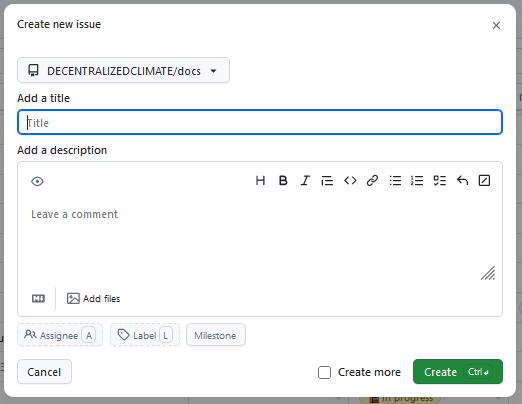 Create new issue
DECENTRALIZEDCLIMATE/docs
Add a title
Title
Add a description
H B I
Leave a comment
Add files
Assignee A Label L Milestone
Cancel Create more Create Ctrl
In progress